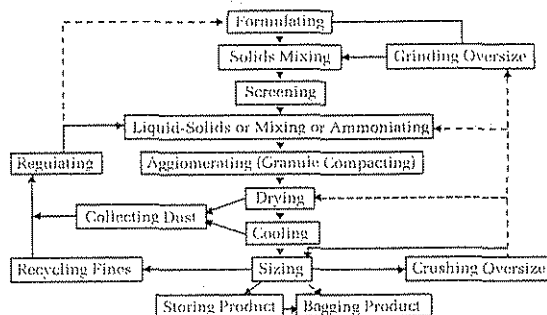 Formulating
Solids Mixing
Grinding Oversize
Screening
Liquid-Solids or Mixing or Ammoniating
Regulating
Agglomerating (Granule Compacting)
Drying
Collecting Dust
Cooling
Recycling Fines
Sizing
Crushing Oversize
Storing Product
Bagging Product